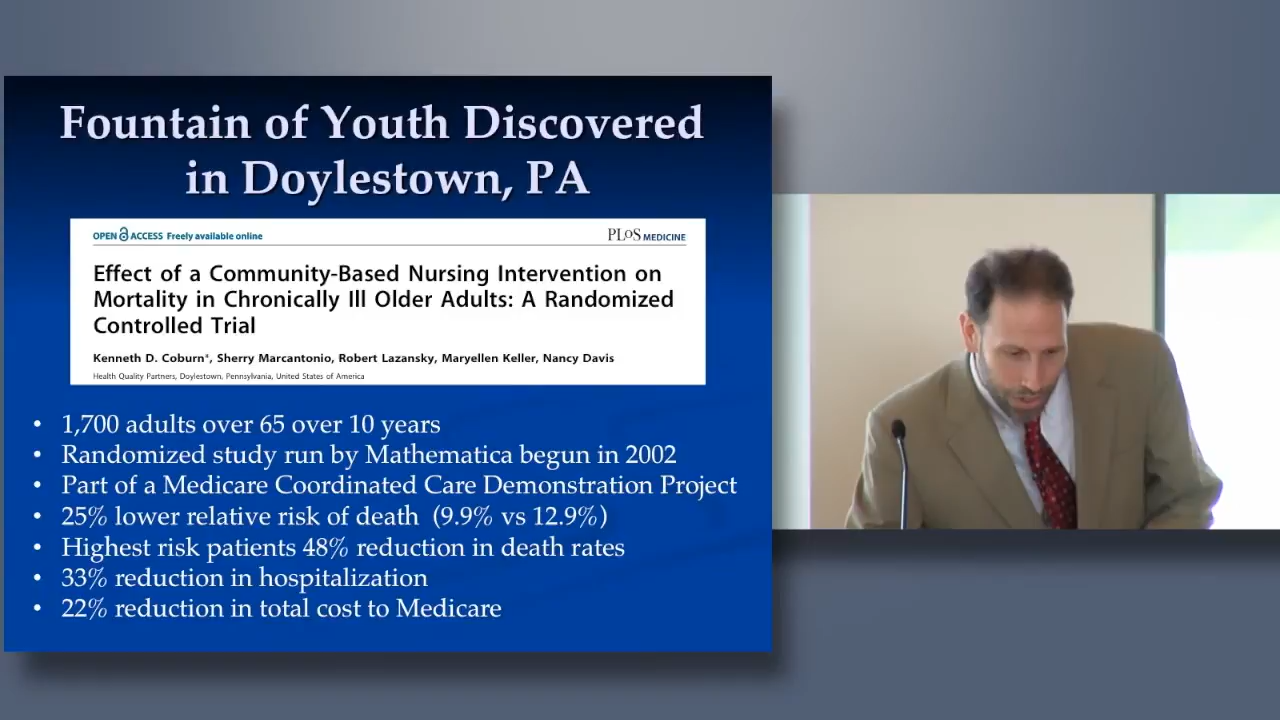 Fountain of Youth Discovered
in Doylestown, PA
OPEN ACCESS Freely available online
PLoS MEDICINE
Effect of a Community-Based Nursing Intervention on
Mortality in Chronically Ill Older Adults: A Randomized
Controlled Trial
Kenneth D. Coburn*, Sherry Marcantonio, Robert Lazansky, Maryellen Keller, Nancy Davis
Health Quality Partners, Doylestown, Pennsylvania, United States of America
• 1,700 adults over 65 over 10 years
• Randomized study run by Mathematica begun in 2002
• Part of a Medicare Coordinated Care Demonstration Project
• 25% lower relative risk of death (9.9% vs 12.9%)
• Highest risk patients 48% reduction in death rates
• 33% reduction in hospitalization
• 22% reduction in total cost to Medicare